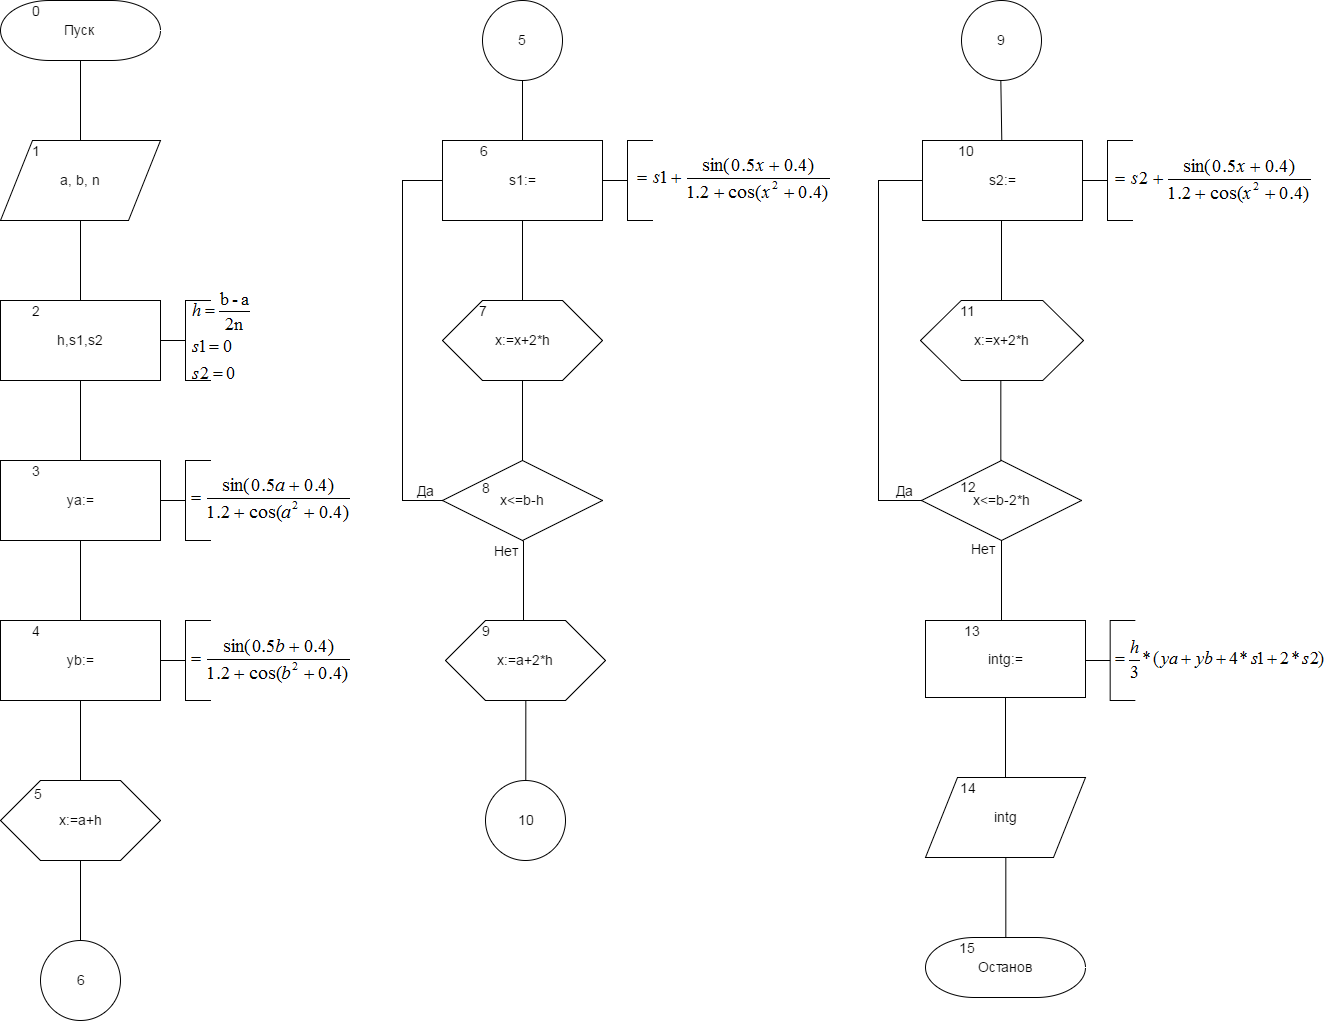 0
Пуск
1
a, b, n
2
h,s1,s2
h = b - a / 2n
s1 = 0
s2 = 0
3
ya:=
= sin(0.5a + 0.4) / 1.2 + cos(a² + 0.4)
4
yb:=
= sin(0.5b + 0.4) / 1.2 + cos(b² + 0.4)
5
x:=a+h
6
5
6
s1:=
= s1 + sin(0.5x + 0.4) / 1.2 + cos(x² + 0.4)
7
x:=x+2*h
8
x<=b-h
Да
Нет
9
x:=a+2*h
10
9
10
s2:=
= s2 + sin(0.5x + 0.4) / 1.2 + cos(x² + 0.4)
11
x:=x+2*h
12
x<=b-2*h
Да
Нет
13
intg:=
= h / 3 * (ya + yb + 4 * s1 + 2 * s2)
14
intg
15
Останов